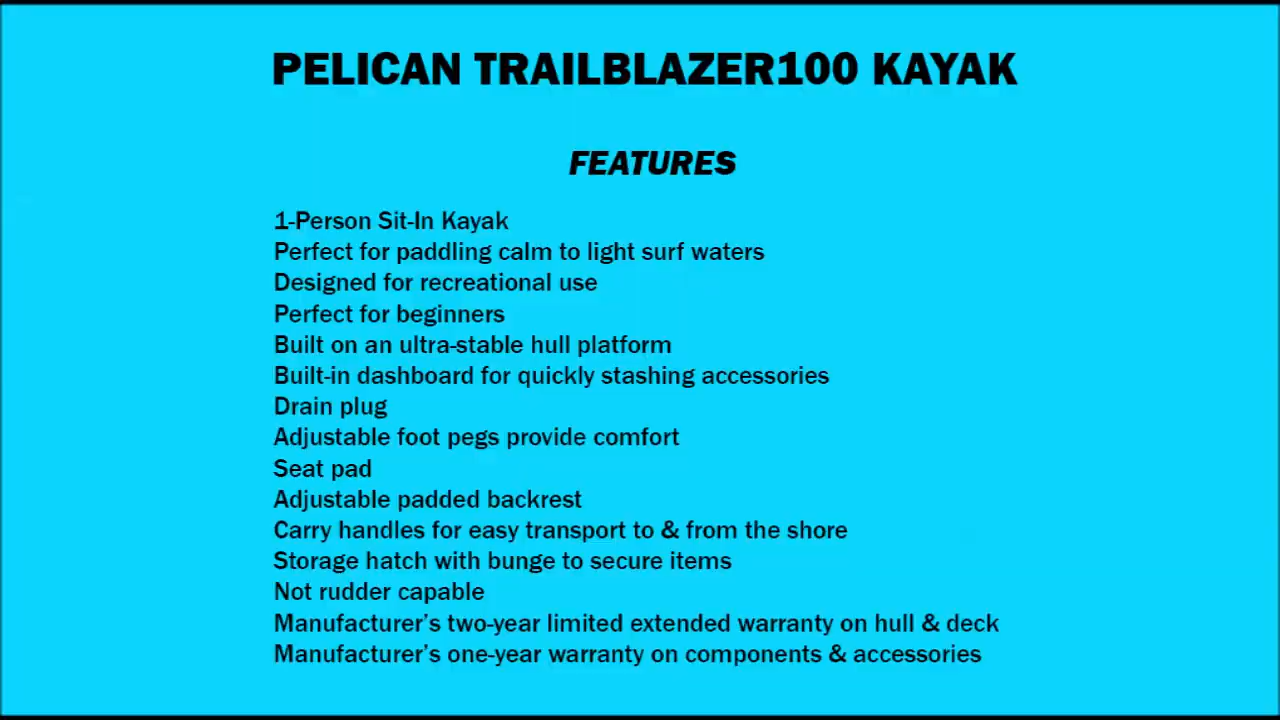 PELICAN TRAILBLAZER100 KAYAK
FEATURES
1-Person Sit-In Kayak
Perfect for paddling calm to light surf waters
Designed for recreational use
Perfect for beginners
Built on an ultra-stable hull platform
Built-in dashboard for quickly stashing accessories
Drain plug
Adjustable foot pegs provide comfort
Seat pad
Adjustable padded backrest
Carry handles for easy transport to & from the shore
Storage hatch with bunge to secure items
Not rudder capable
Manufacturer’s two-year limited extended warranty on hull & deck
Manufacturer’s one-year warranty on components & accessories